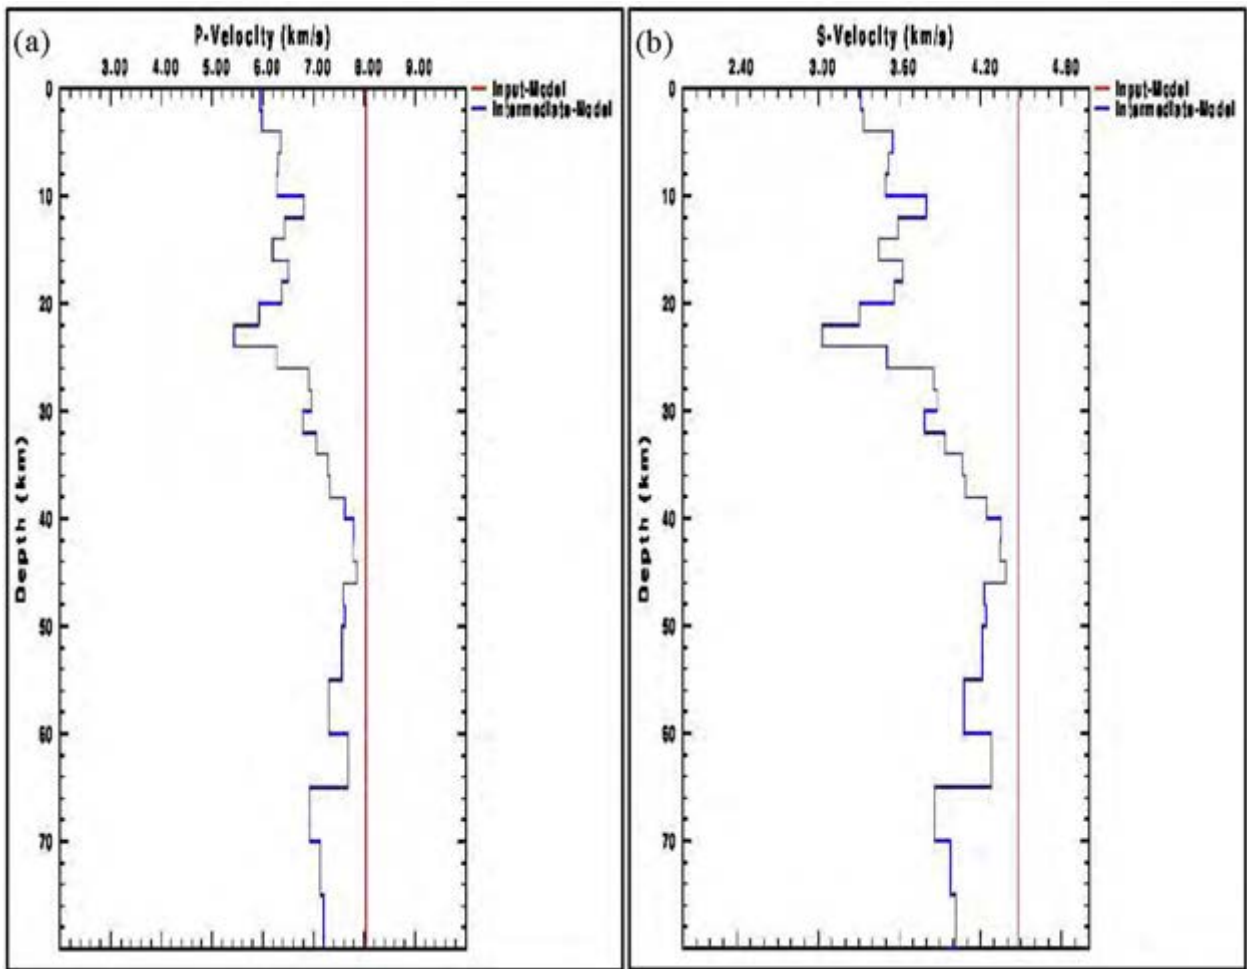 (a)
P-Velocity (km/s)
3.00 4.00 5.00 6.00 7.00 8.00 9.00
Input-Model
Intermediate-Model
0
10
20
30
40
50
60
70
Depth (km)
(b)
S-Velocity (km/s)
2.40 3.00 3.60 4.20 4.80
Input-Model
Intermediate-Model
0
10
20
30
40
50
60
70
Depth (km)